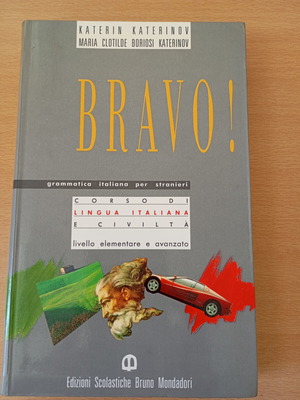 KATERIN KATERINOV
MARIA CLOTILDE BORIOSI KATERINOV
BRAVO!
grammatica italiana per stranieri
CORSO DI
LINGUA ITALIANA
E CIVILTÀ
livello elementare e avanzato
Edizioni Scolastiche Bruno Mondadori